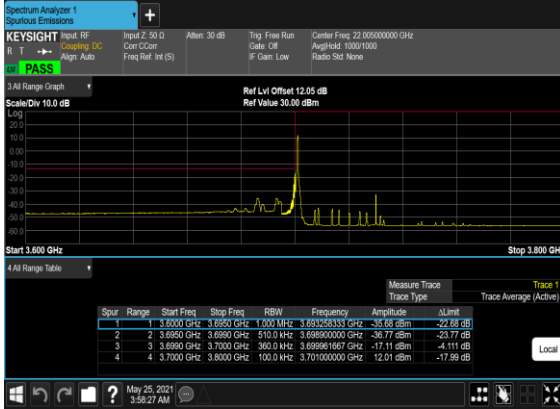 Spectrum Analyzer 1
Spurious Emissions
+
KEYSIGHT
R T
LNI PASS
Input: RF
Coupling: DC
Align: Auto
Input Z: 50 Ω
Corr CCorr
Freq Ref: Int (S)
Atten: 30 dB
Trig: Free Run
Gate: Off
IF Gain: Low
Center Freq: 22.005000000 GHz
Avg|Hold: 1000/1000
Radio Std: None
3 All Range Graph
Scale/Div 10.0 dB
Ref Lvl Offset 12.05 dB
Ref Value 30.00 dBm
Log
20.0
10.0
0.00
-10.0
-20.0
-30.0
-40.0
-50.0
-60.0
Start 3.600 GHz
Stop 3.800 GH
4 All Range Table
Measure Trace Trace 1
Trace Type Trace Average (Active)
Spur Range Start Freq Stop Freq RBW Frequency Amplitude ΔLimit
1 1 3.6000 GHz 3.6950 GHz 1.000 MHz 3.693258333 GHz -35.68 dBm -22.68 dB
2 2 3.6950 GHz 3.6990 GHz 510.0 kHz 3.698900000 GHz -36.77 dBm -23.77 dB
3 3 3.6990 GHz 3.7000 GHz 360.0 kHz 3.699961667 GHz -17.11 dBm -4.111 dB
4 4 3.7000 GHz 3.8000 GHz 100.0 kHz 3.701000000 GHz 12.01 dBm -17.99 dB
Local
?
May 25, 2021
3:58:27 AM